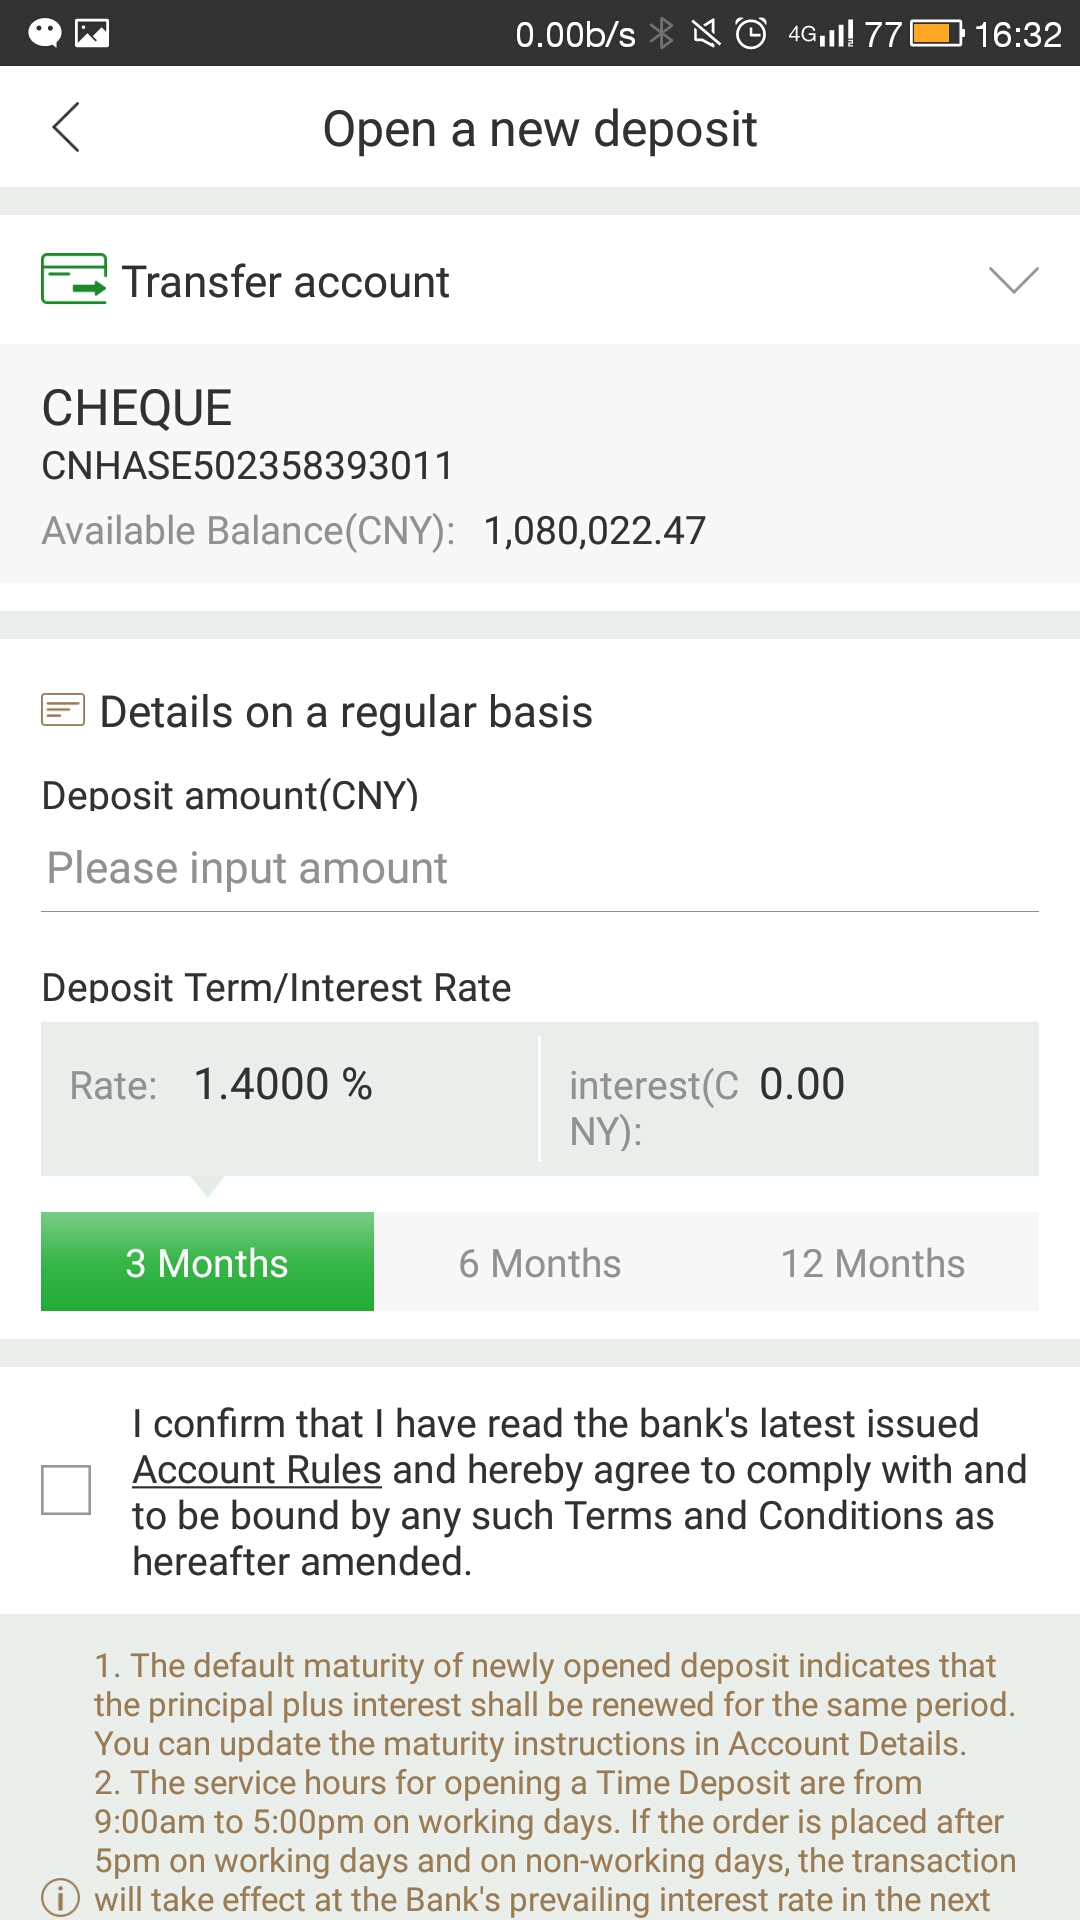 0.00b/s 4G 77 16:32
Open a new deposit
Transfer account
CHEQUE
CNHASE502358393011
Available Balance(CNY): 1,080,022.47
Details on a regular basis
Deposit amount(CNY)
Please input amount
Deposit Term/Interest Rate
Rate: 1.4000 % interest(C 0.00
NY):
3 Months 6 Months 12 Months
I confirm that I have read the bank's latest issued
Account Rules and hereby agree to comply with and
to be bound by any such Terms and Conditions as
hereafter amended.
1. The default maturity of newly opened deposit indicates that
the principal plus interest shall be renewed for the same period.
You can update the maturity instructions in Account Details.
2. The service hours for opening a Time Deposit are from
9:00am to 5:00pm on working days. If the order is placed after
5pm on working days and on non-working days, the transaction
will take effect at the Bank's prevailing interest rate in the next